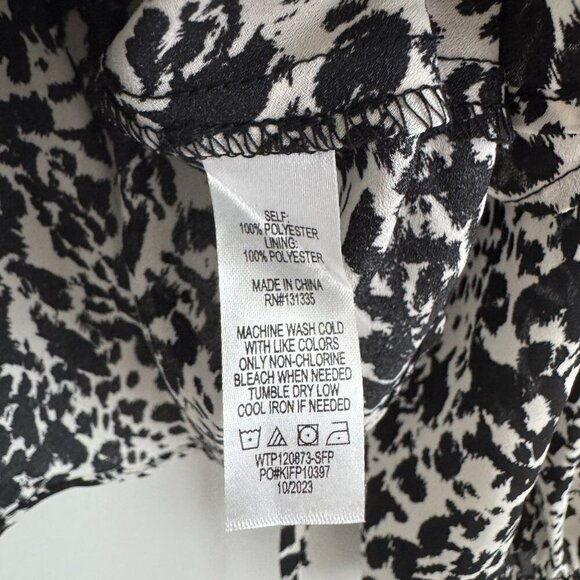 SELF:
100% POLYESTER
LINING:
100% POLYESTER
MADE IN CHINA
RN#131335
MACHINE WASH COLD
WITH LIKE COLORS
ONLY NON-CHLORINE
BLEACH WHEN NEEDED
TUMBLE DRY LOW
COOL IRON IF NEEDED
WTP120873-SFP
PO#KIFP10397
10/2023